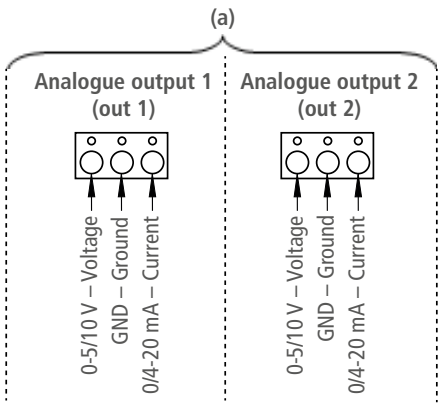 (a)
Analogue output 1
(out 1)
0-5/10 V – Voltage
GND – Ground
0/4-20 mA – Current
Analogue output 2
(out 2)
0-5/10 V – Voltage
GND – Ground
0/4-20 mA – Current